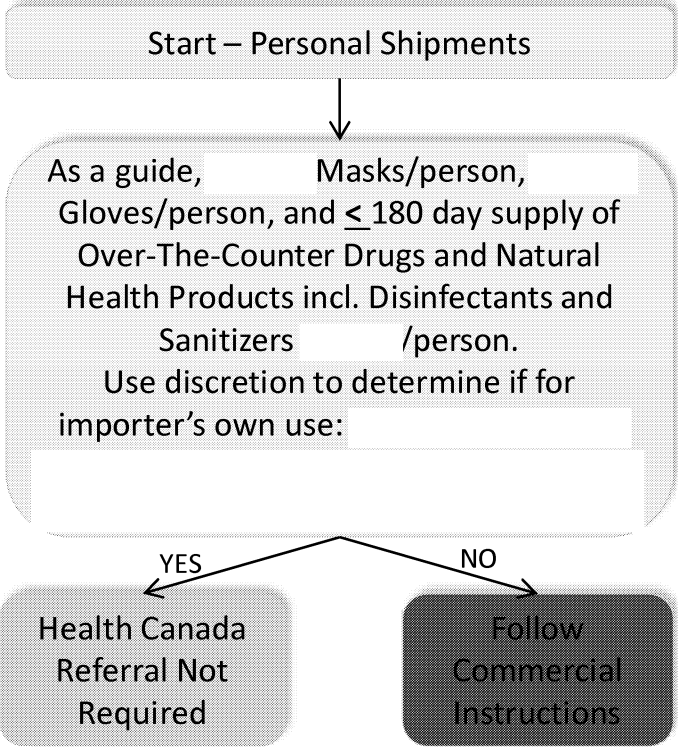 Start – Personal Shipments
As a guide, Masks/person,
Gloves/person, and < 180 day supply of
Over-The-Counter Drugs and Natural
Health Products incl. Disinfectants and
Sanitizers /person.
Use discretion to determine if for
importer’s own use:
YES
NO
Health Canada
Referral Not
Required
Follow
Commercial
Instructions